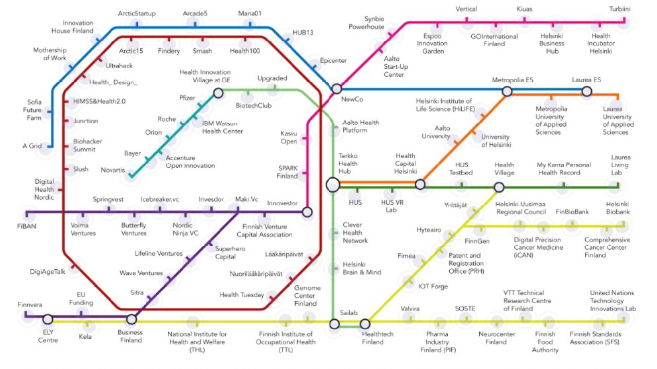 ArcticStartup
Arcade5
Maria01
Innovation
House Finland
HUB13
Mothership
of Work
Arctic15
Findery
Smash
Health100
Epicenter
Ultrahack
Health_Design_
Sofia
Future
Farm
HIMSS&Health2.0
Junction
A Grid
Biohacker
Summit
Slush
Digital
Health
Nordic
Health Innovation
Village at GE
Upgraded
BiotechClub
Pfizer
Roche
IBM Watson
Health Center
Orion
Bayer
Accenture
Open Innovation
Novartis
Synbio
Powerhouse
Vertical
Kiuas
Turbiini
Espoo
Innovation
Garden
GOInternational
Finland
Helsinki
Business
Hub
Health
Incubator
Helsinki
Aalto
Start-Up
Center
NewCo
Metropolia ES
Laurea ES
Helsinki Institute of
Life Science (HiLIFE)
Metropolia
University
of Applied
Sciences
Laurea
University
of Applied
Sciences
Aalto Health
Platform
Aalto
University
University
of Helsinki
Kasvu
Open
SPARK
Finland
Terkko
Health
Hub
Health
Capital
Helsinki
HUS
Testbed
Health
Village
My Kanta Personal
Health Record
Laurea
Living
Lab
HUS
HUS VR
Lab
FiBAN
Springvest
Icebreaker.vc
Invesdor
Maki.Vc
Innovestor
Voima
Ventures
Butterfly
Ventures
Nordic
Ninja VC
Finnish Venture
Capital Association
Superhero
Capital
Lifeline Ventures
Wave Ventures
Sitra
DigiAgeTalk
Lääkäripäivät
Nuorilääkäripäivät
Health Tuesday
Genome
Center
Finland
Clever
Health
Network
Helsinki
Brain & Mind
Yrittäjät
Helsinki-Uusimaa
Regional Council
FinBioBank
Helsinki
Biobank
Hyteairo
FinnGen
Digital Precision
Cancer Medicine
(iCAN)
Comprehensive
Cancer Center
Finland
Fimea
Patent and
Registration
Office (PRH)
IOT Forge
Finnvera
EU
Funding
ELY
Centre
Kela
Business
Finland
National Institute for
Health and Welfare
(THL)
Finnish Institute of
Occupational Health
(TTL)
Sailab
Healthtech
Finland
Valvira
SOSTE
VTT Technical
Research Centre
of Finland
United Nations
Technology
Innovations Lab
Pharma
Industry
Finland (PIF)
Neurocenter
Finland
Finnish
Food
Authority
Finnish Standards
Association (SFS)